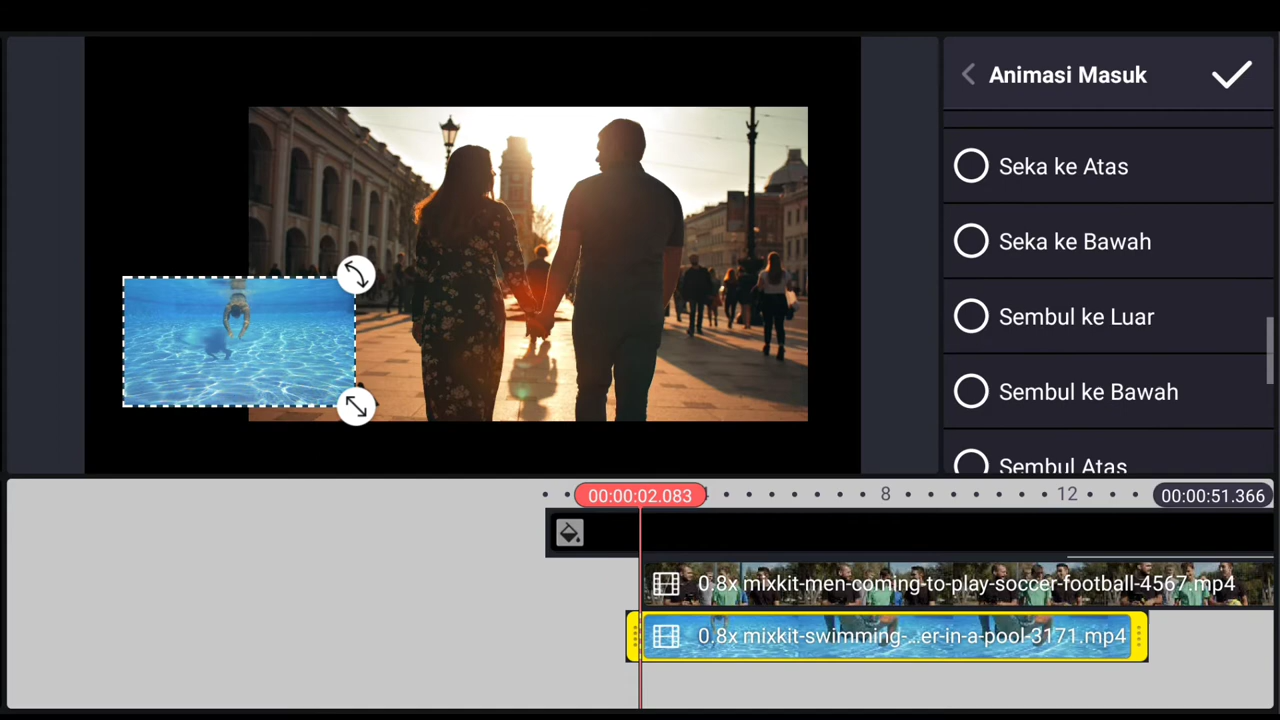 Animasi Masuk
Seka ke Atas
Seka ke Bawah
Sembul ke Luar
Sembul ke Bawah
Sembul Atas
00:00:02.083
8
12
00:00:51.366
0.8x mixkit-men-coming-to-play-soccer-football-4567.mp4
0.8x mixkit-swimming-...er-in-a-pool-3171.mp4